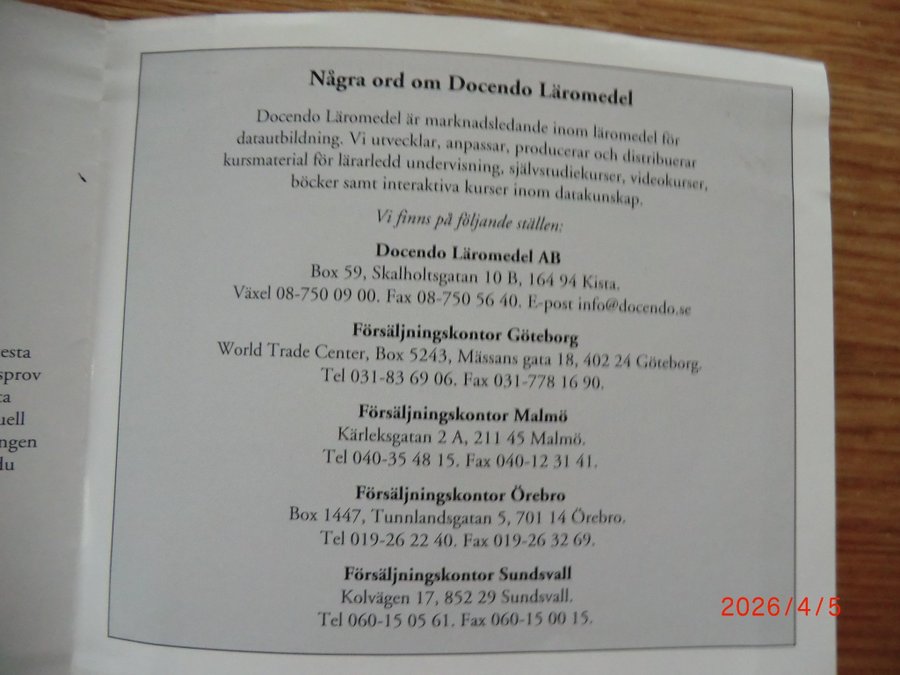 esta
sprov
ta
uell
ngen
du
Några ord om Docendo Läromedel
Docendo Läromedel är marknadsledande inom läromedel för
datautbildning. Vi utvecklar, anpassar, producerar och distribuerar
kursmaterial för lärarledd undervisning, självstudiekurser, videokurser,
böcker samt interaktiva kurser inom datakunskap.
Vi finns på följande ställen:
Docendo Läromedel AB
Box 59, Skalholtsgatan 10 B, 164 94 Kista.
Växel 08-750 09 00. Fax 08-750 56 40. E-post info@docendo.se
Försäljningskontor Göteborg
World Trade Center, Box 5243, Mässans gata 18, 402 24 Göteborg.
Tel 031-83 69 06. Fax 031-778 16 90.
Försäljningskontor Malmö
Kärleksgatan 2 A, 211 45 Malmö.
Tel 040-35 48 15. Fax 040-12 31 41.
Försäljningskontor Örebro
Box 1447, Tunnlandsgatan 5, 701 14 Örebro.
Tel 019-26 22 40. Fax 019-26 32 69.
Försäljningskontor Sundsvall
Kolvägen 17, 852 29 Sundsvall.
Tel 060-15 05 61. Fax 060-15 00 15.
2026/4/5